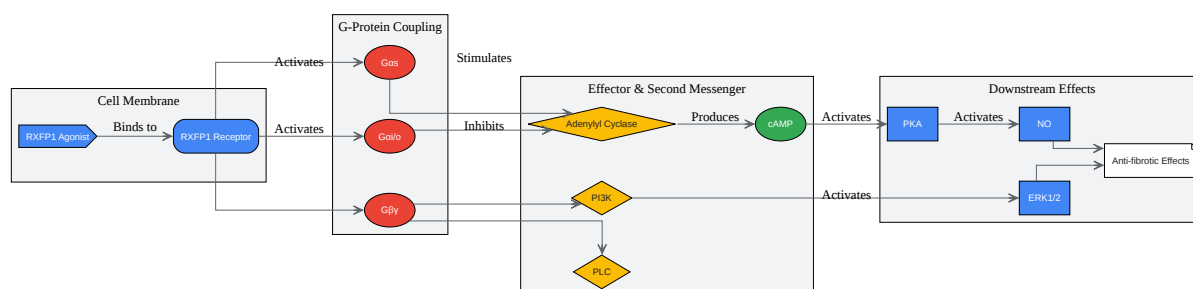 G-Protein Coupling
Activates
Gαs
Stimulates
Cell Membrane
Effector & Second Messenger
Downstream Effects
RXFP1 Agonist
Binds to
RXFP1 Receptor
Activates
Gαi/o
Inhibits
Adenylyl Cyclase
Produces
cAMP
Activates
PKA
Activates
NO
Anti-fibrotic Effects
Gβγ
PI3K
Activates
ERK1/2
PLC